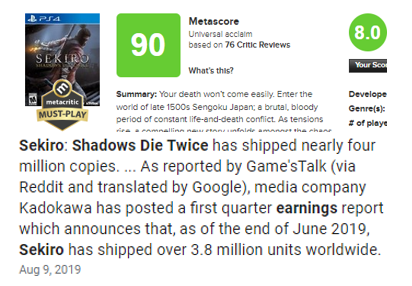 PS4
SEKIRO
SHADOWS DIE TWICE
metacritic
MUST-PLAY
90
Metascore
Universal acclaim
based on 76 Critic Reviews
What's this?
Summary: Your death won't come easily. Enter the
world of late 1500s Sengoku Japan; a brutal, bloody
period of constant life-and-death conflict. As tensions
rise, a compelling new story unfolds amongst the chaos
8.0
Your Scor
Develope
Genre(s):
# of playe
Sekiro: Shadows Die Twice has shipped nearly four
million copies. ... As reported by Game'sTalk (via
Reddit and translated by Google), media company
Kadokawa has posted a first quarter earnings report
which announces that, as of the end of June 2019,
Sekiro has shipped over 3.8 million units worldwide.
Aug 9, 2019